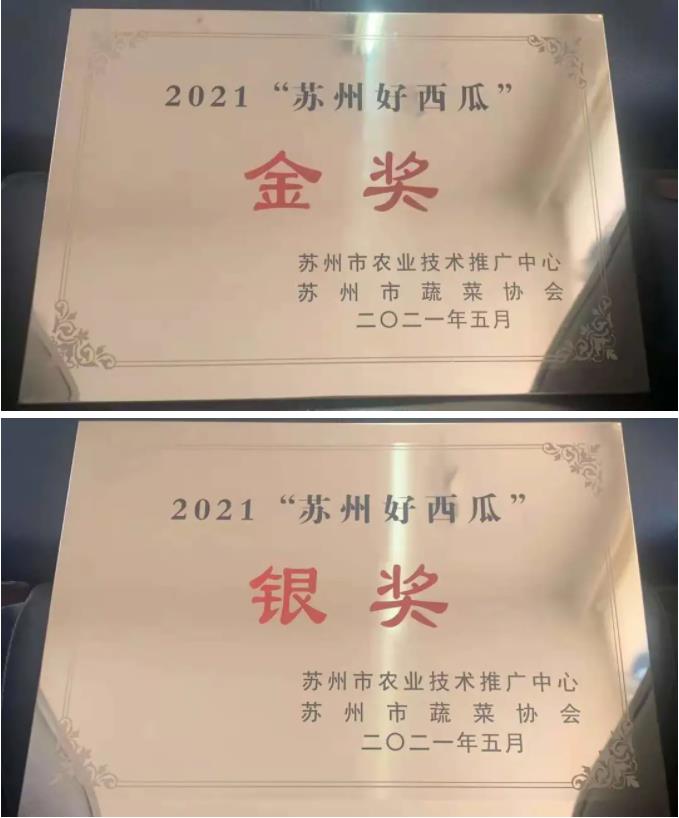 2021“苏州好西瓜”
金奖
苏州市农业技术推广中心
苏州市蔬菜协会
二〇二一年五月
2021“苏州好西瓜”
银奖
苏州市农业技术推广中心
苏州市蔬菜协会
二〇二一年五月